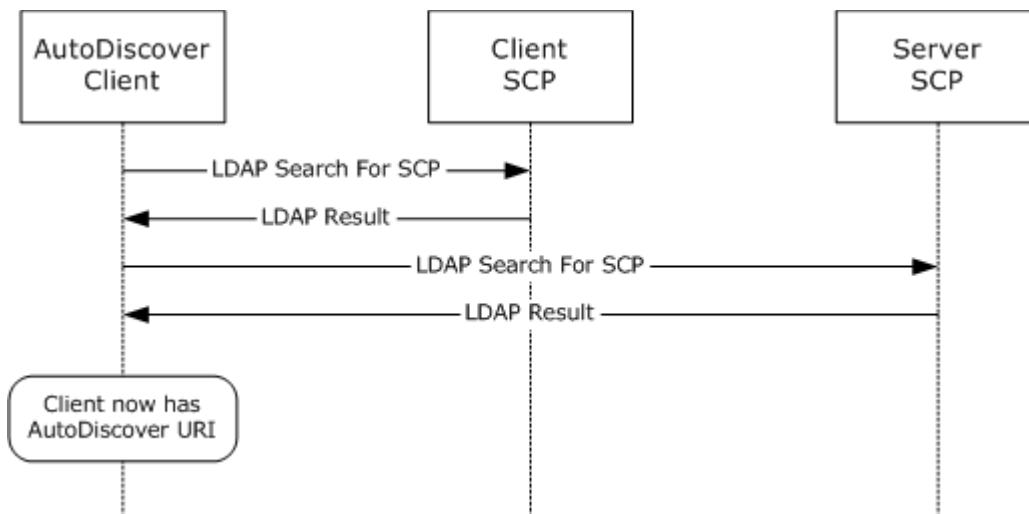 AutoDiscover
Client
Client
SCP
Server
SCP
LDAP Search For SCP
LDAP Result
LDAP Search For SCP
LDAP Result
Client now has
AutoDiscover URI